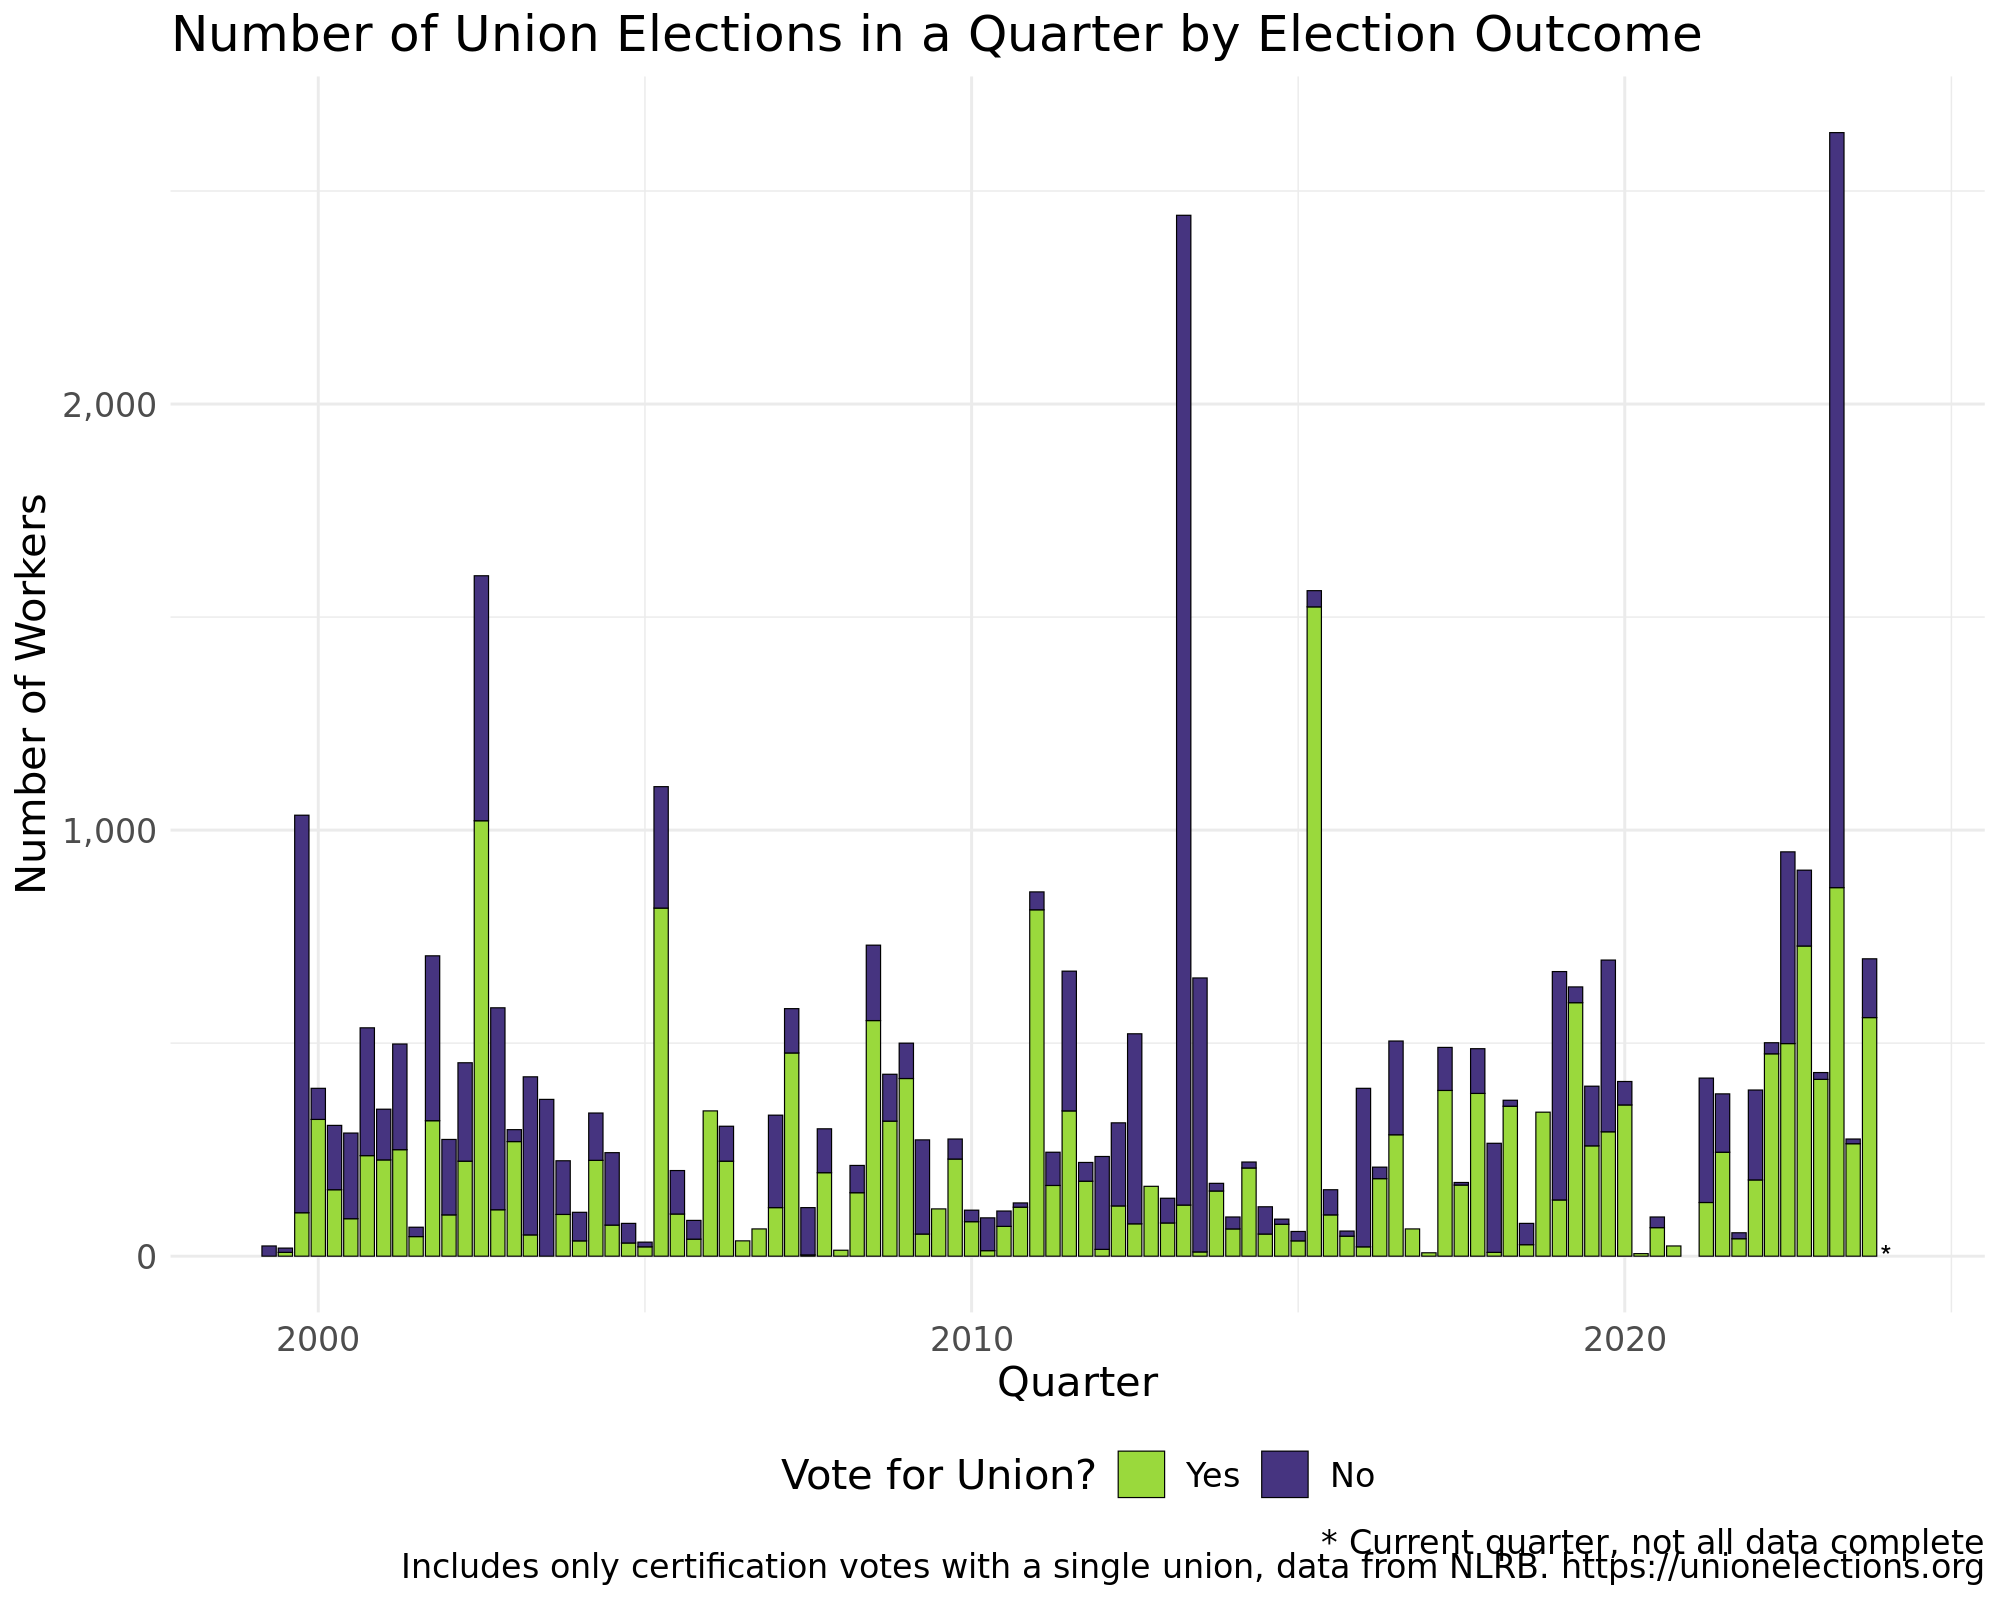 Number of Union Elections in a Quarter by Election Outcome
Number of Workers
2,000
1,000
0
*
2000
2010
2020
Quarter
Vote for Union?
Yes
No
* Current quarter, not all data complete
Includes only certification votes with a single union, data from NLRB. https://unionelections.org